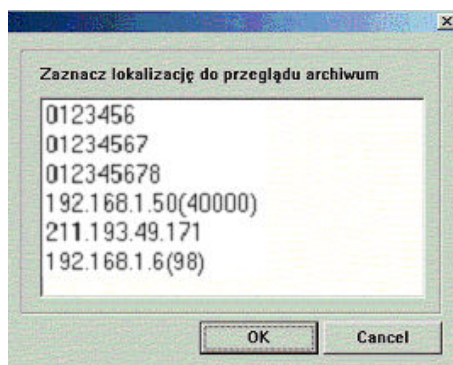 Zaznacz lokalizację do przeglądu archiwum
0123456
01234567
012345678
192.168.1.50(40000)
211.193.49.171
192.168.1.6(98)
OK
Cancel